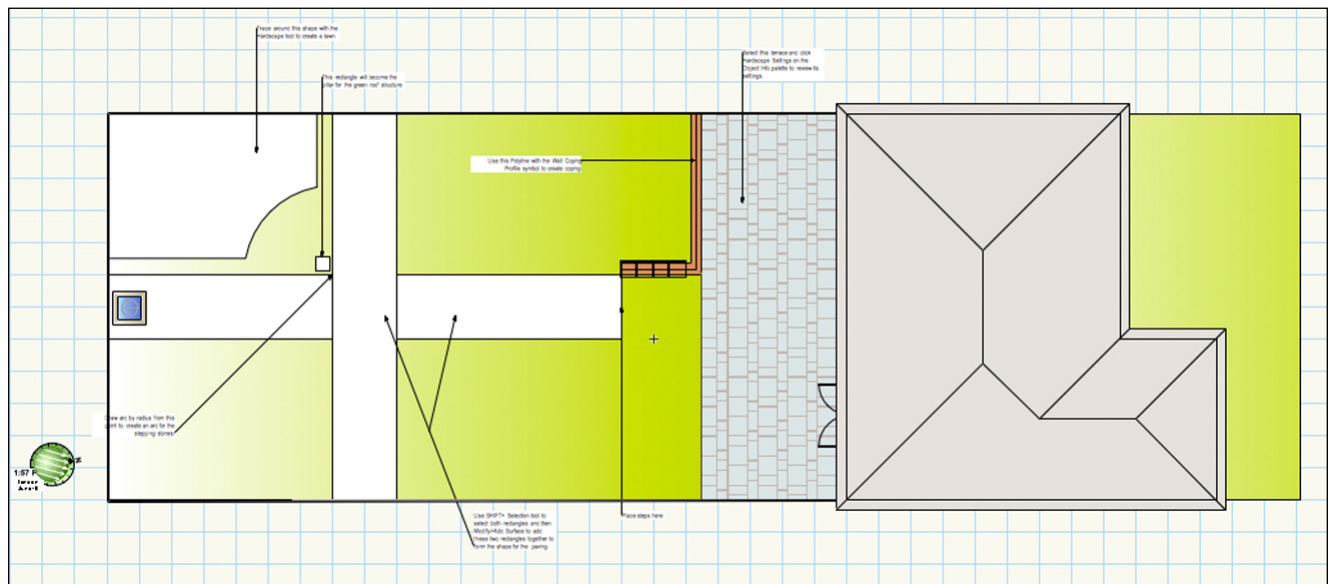 Trace around this shape with the
Hardscape tool to create a lawn
This rectangle will become the
pillar for the 'green roof' structure
Select this terrace and click
Hardscape Settings on the
Object Info palette to review its
settings.
Use this Polyline with the Wall Coping
Profile symbol to create coping
Draw arc by radius from this
point to create an arc for the
stepping stones
1:57 P
Place steps here
Use SHIFT+ Selection tool to
select both rectangles and then
Modify>Add Surface to add
these two rectangles together to
form the shape for the paving